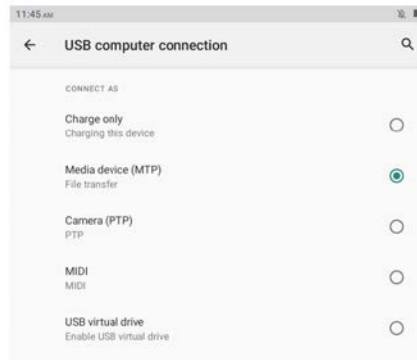 11:45 AM
USB computer connection
CONNECT AS
Charge only
Charging this device
Media device (MTP)
File transfer
Camera (PTP)
PTP
MIDI
MIDI
USB virtual drive
Enable USB virtual drive